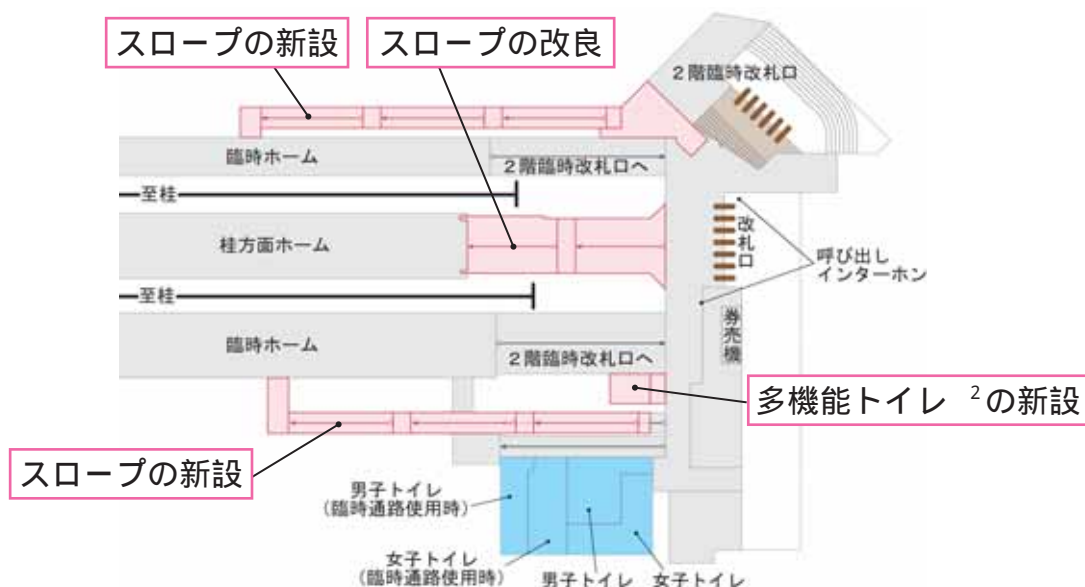 スロープの新設
スロープの改良
2階臨時改札口
臨時ホーム
2階臨時改札口へ
至桂
桂方面ホーム
改札口
呼び出し
インターホン
至桂
臨時ホーム
2階臨時改札口へ
券売機
多機能トイレ 2の新設
スロープの新設
男子トイレ
(臨時通路使用時)
女子トイレ
(臨時通路使用時)
男子トイレ
女子トイレ